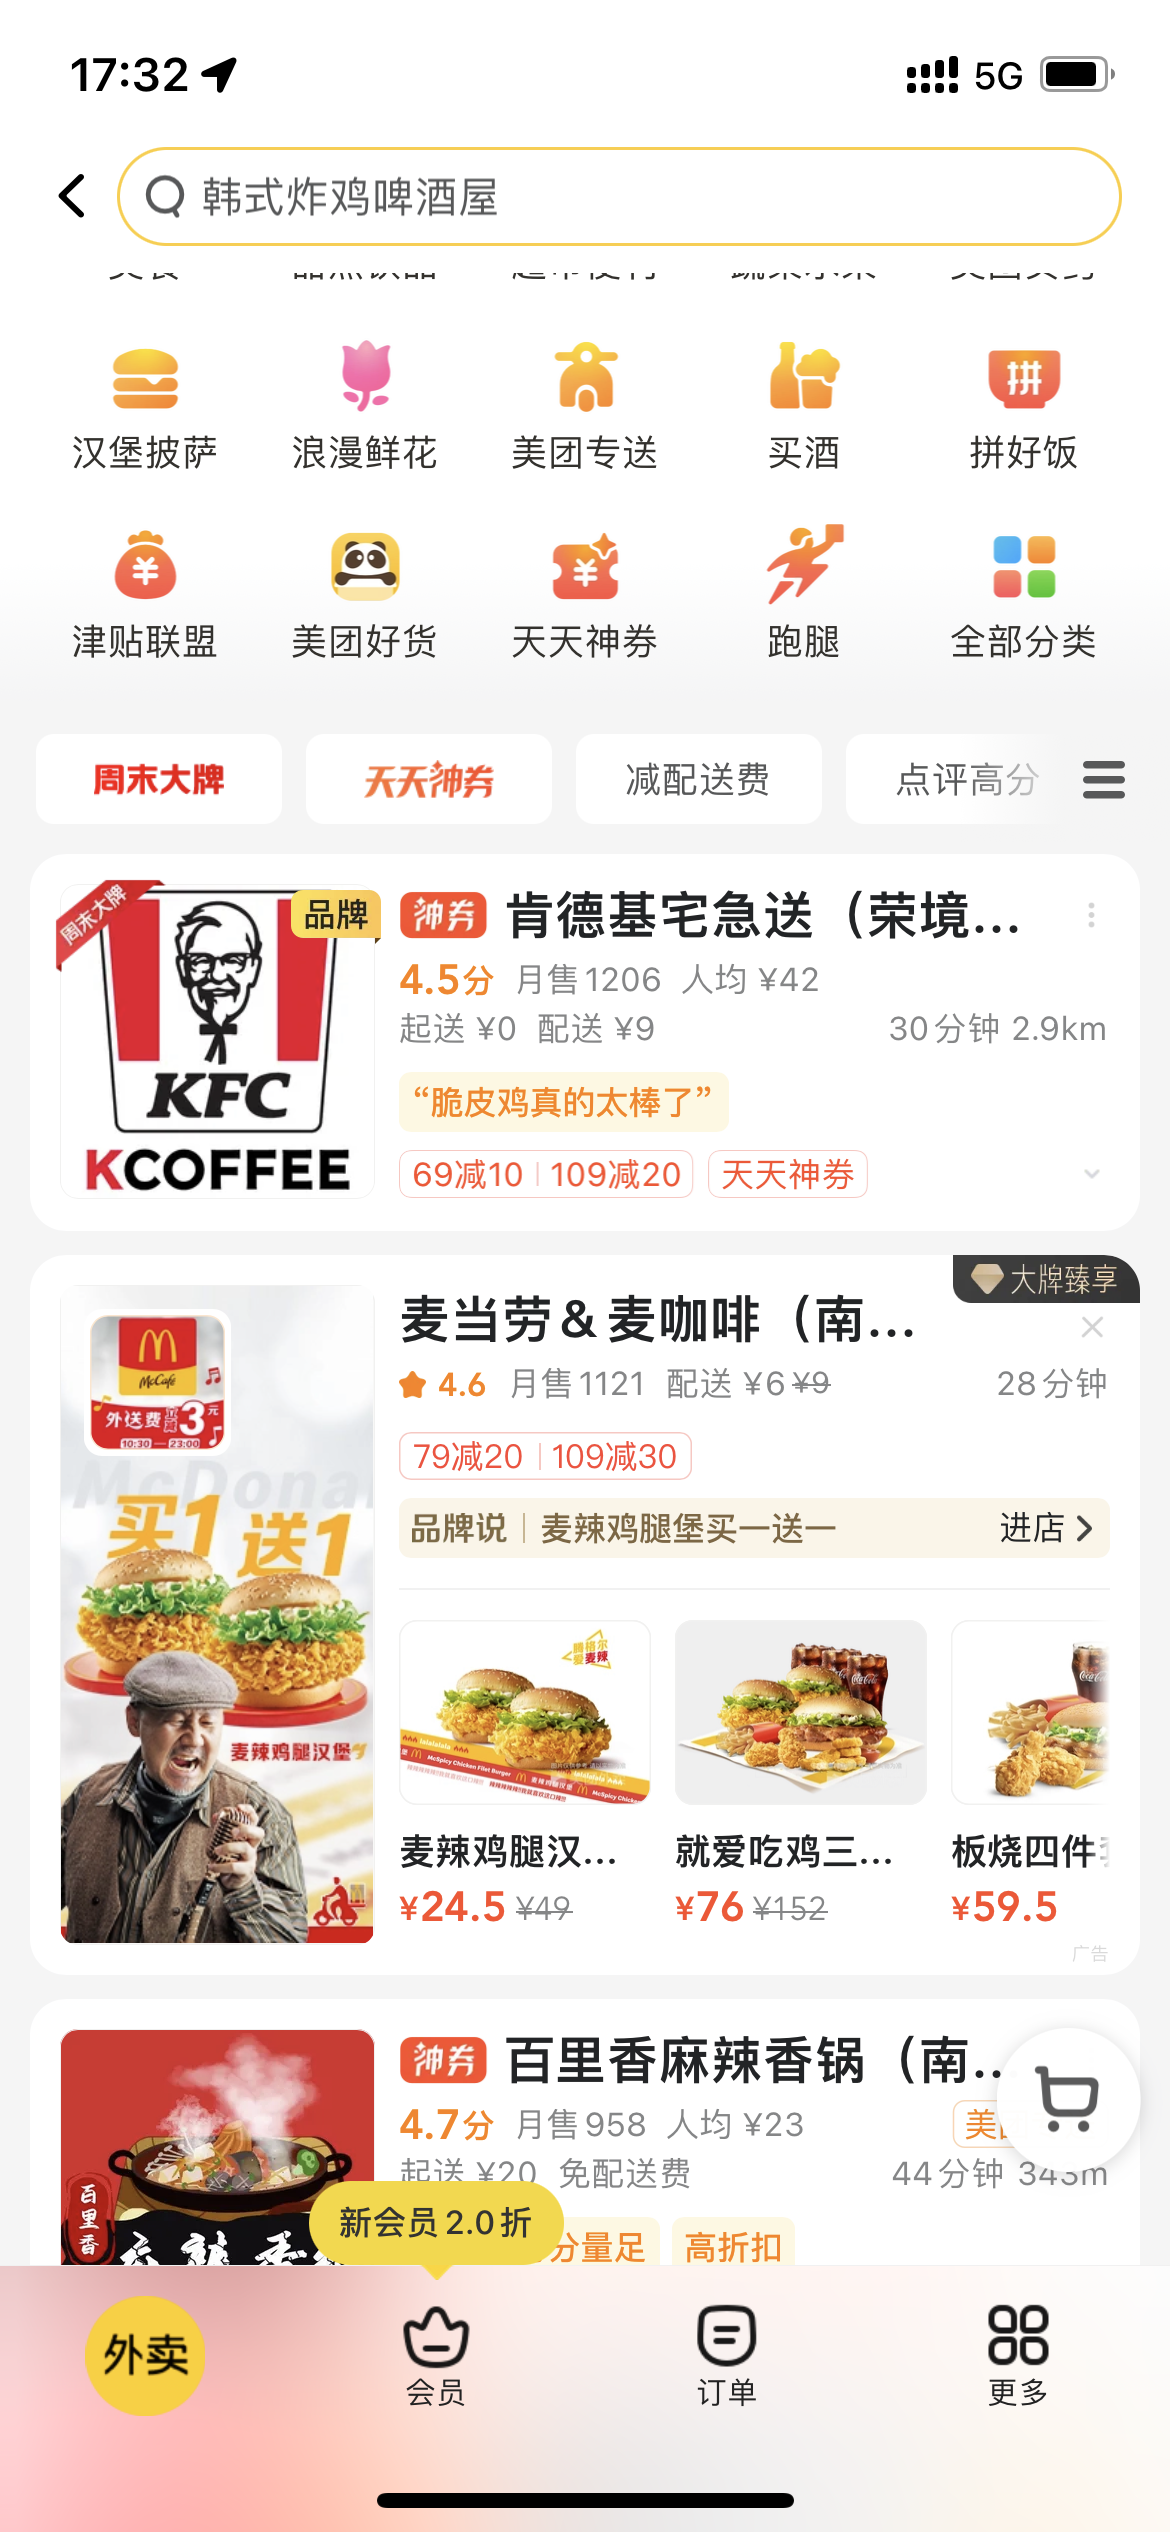 17:32
5G
韩式炸鸡啤酒屋
汉堡披萨
浪漫鲜花
美团专送
买酒
拼
拼好饭
津贴联盟
美团好货
天天神券
跑腿
全部分类
周末大牌
天天神券
减配送费
点评高分
周末大牌
品牌
KFC
KCOFFEE
神券 肯德基宅急送（荣境...
4.5分 月售1206 人均 ¥42
起送 ¥0 配送 ¥9
30分钟 2.9km
“脆皮鸡真的太棒了”
69减10 109减20
天天神券
大牌臻享
麦当劳&麦咖啡（南...
4.6 月售1121 配送 ¥6 ¥9
28分钟
79减20 109减30
品牌说 麦辣鸡腿堡买一送一
进店
McCafé
外送费立减3元
10:30—23:00
McDona
买1送1
麦辣鸡腿汉堡
腾格尔
爱麦辣
麦辣鸡腿汉...
¥24.5 ¥49
就爱吃鸡三...
¥76 ¥152
板烧四件
¥59.5
广告
神券 百里香麻辣香锅（南...
4.7分 月售958 人均 ¥23
起送 ¥20 免配送费
44分钟 343m
百里香
分量足
高折扣
新会员2.0折
外卖
会员
订单
更多